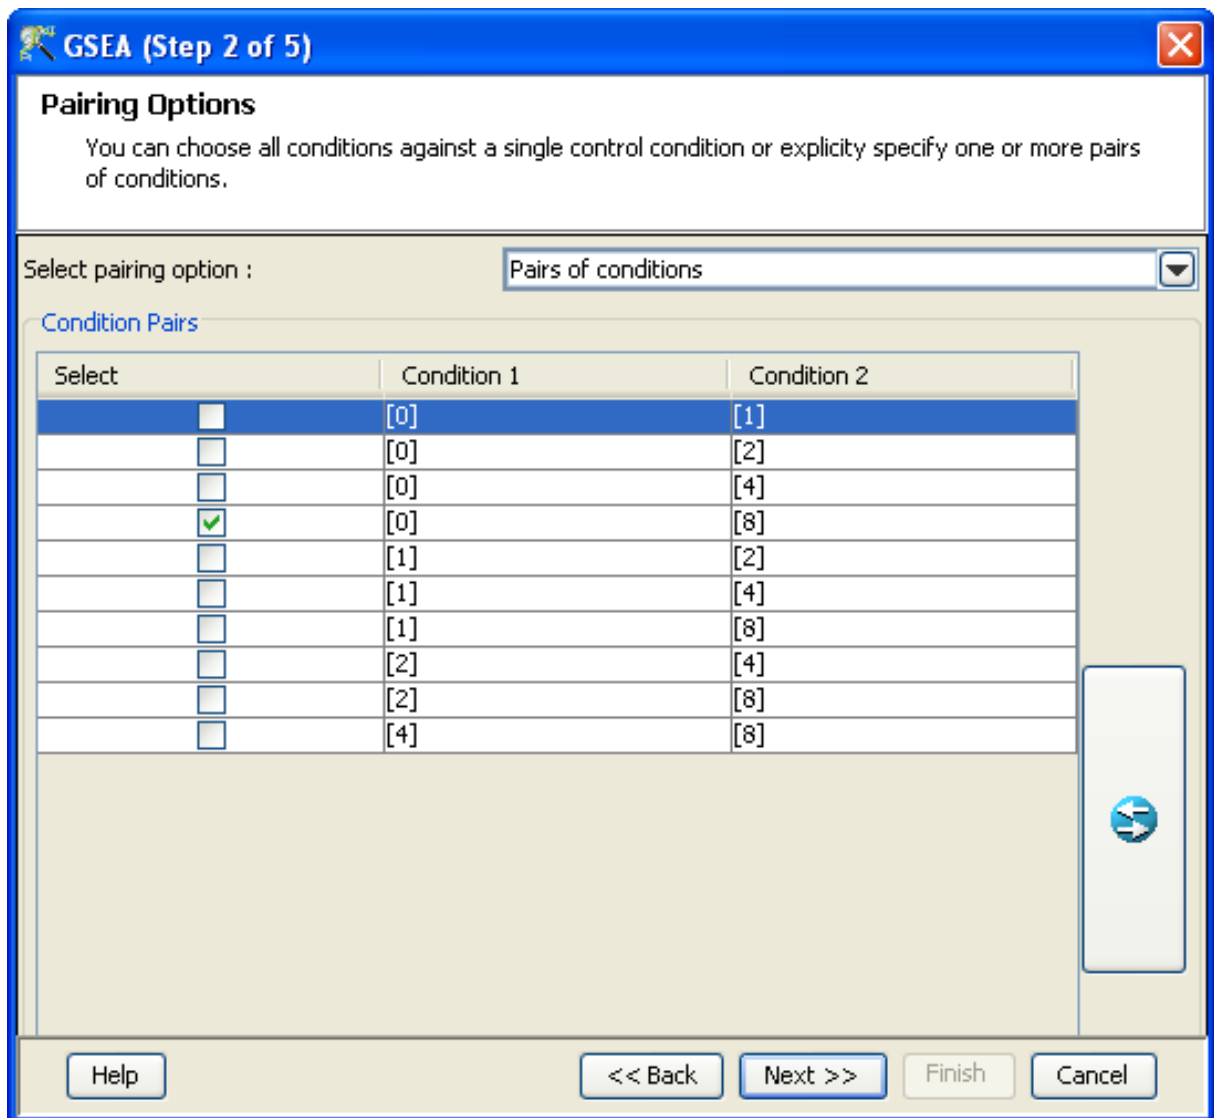 GSEA (Step 2 of 5)
Pairing Options
You can choose all conditions against a single control condition or explicity specify one or more pairs
of conditions.
Select pairing option :
Pairs of conditions
Condition Pairs
Select Condition 1 Condition 2
[0] [1]
[0] [2]
[0] [4]
[0] [8]
[1] [2]
[1] [4]
[1] [8]
[2] [4]
[2] [8]
[4] [8]
Help << Back Next >> Finish Cancel